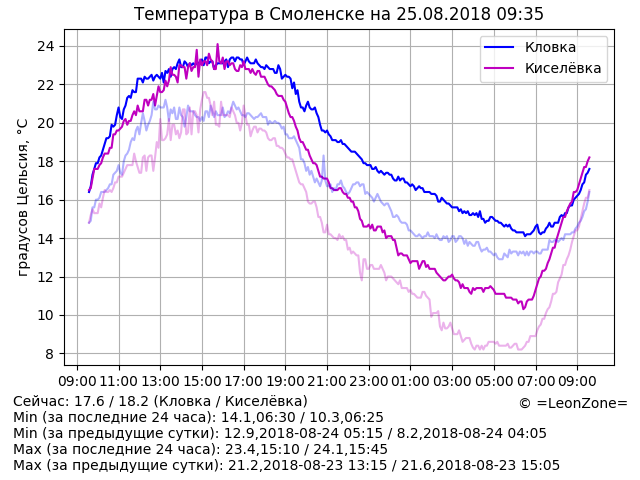 Температура в Смоленске на 25.08.2018 09:35
Кловка
Киселёвка
градусов Цельсия, °C
24
22
20
18
16
14
12
10
8
09:00 11:00 13:00 15:00 17:00 19:00 21:00 23:00 01:00 03:00 05:00 07:00 09:00
Сейчас: 17.6 / 18.2 (Кловка / Киселёвка)
© =LeonZone=
Min (за последние 24 часа): 14.1,06:30 / 10.3,06:25
Min (за предыдущие сутки): 12.9,2018-08-24 05:15 / 8.2,2018-08-24 04:05
Max (за последние 24 часа): 23.4,15:10 / 24.1,15:45
Max (за предыдущие сутки): 21.2,2018-08-23 13:15 / 21.6,2018-08-23 15:05